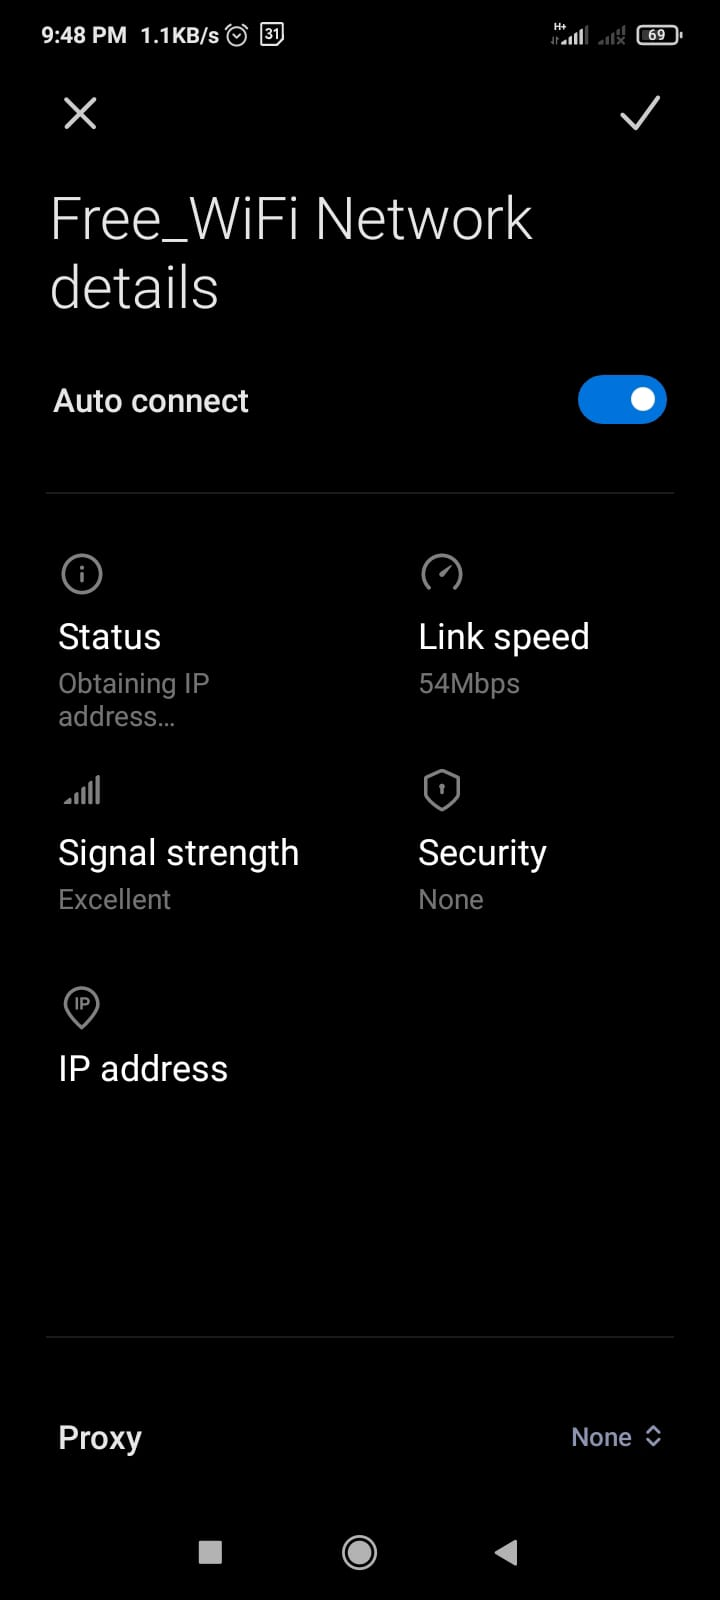 9:48 PM 1.1KB/s 31 H+ 69
Free_WiFi Network
details
Auto connect
Status Link speed
Obtaining IP 54Mbps
address...
Signal strength Security
Excellent None
IP
IP address
Proxy None